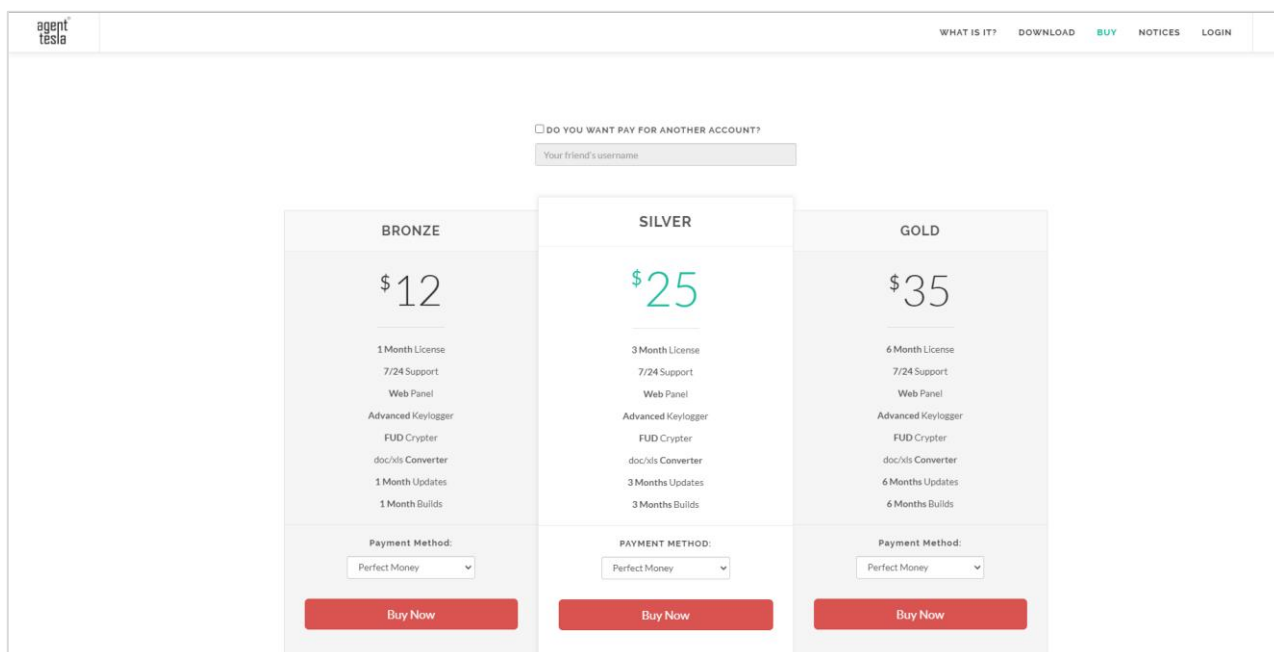 agent tesla
WHAT IS IT? DOWNLOAD BUY NOTICES LOGIN
DO YOU WANT PAY FOR ANOTHER ACCOUNT?
Your friend's username
BRONZE
$12
1 Month License
7/24 Support
Web Panel
Advanced Keylogger
FUD Crypter
doc/xls Converter
1 Month Updates
1 Month Builds
Payment Method:
Perfect Money
Buy Now
SILVER
$25
3 Month License
7/24 Support
Web Panel
Advanced Keylogger
FUD Crypter
doc/xls Converter
3 Months Updates
3 Months Builds
PAYMENT METHOD:
Perfect Money
Buy Now
GOLD
$35
6 Month License
7/24 Support
Web Panel
Advanced Keylogger
FUD Crypter
doc/xls Converter
6 Months Updates
6 Months Builds
Payment Method:
Perfect Money
Buy Now